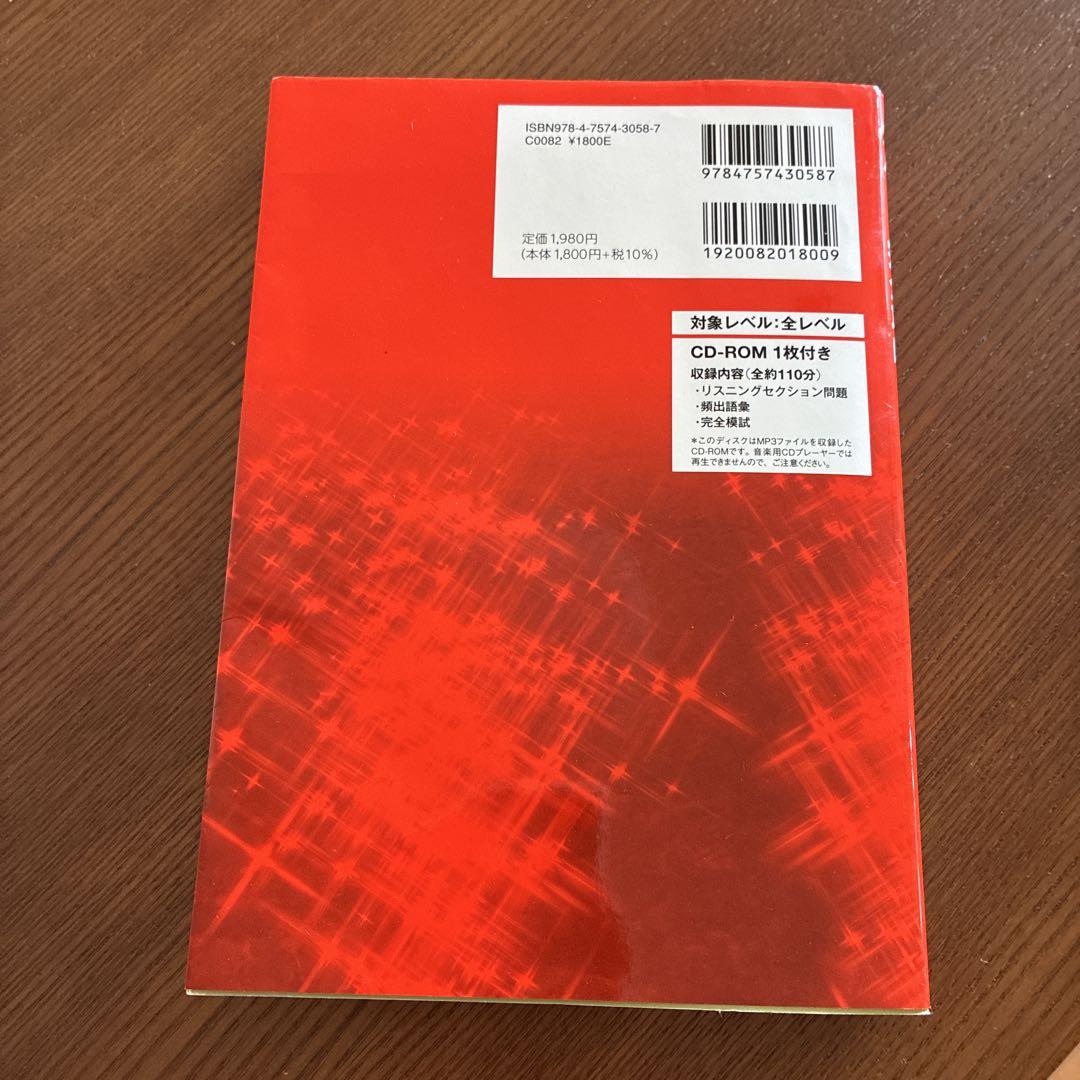 ISBN978-4-7574-3058-7
C0082 ¥1800E
9784757430587
定価1,980円
(本体1,800円+税10%)
1920082018009
対象レベル:全レベル
CD-ROM 1枚付き
収録内容(全約110分)
・リスニングセクション問題
・頻出語彙
・完全模試
*このディスクはMP3ファイルを収録した
CD-ROMです。音楽用CDプレーヤーでは
再生できませんので、ご注意ください。